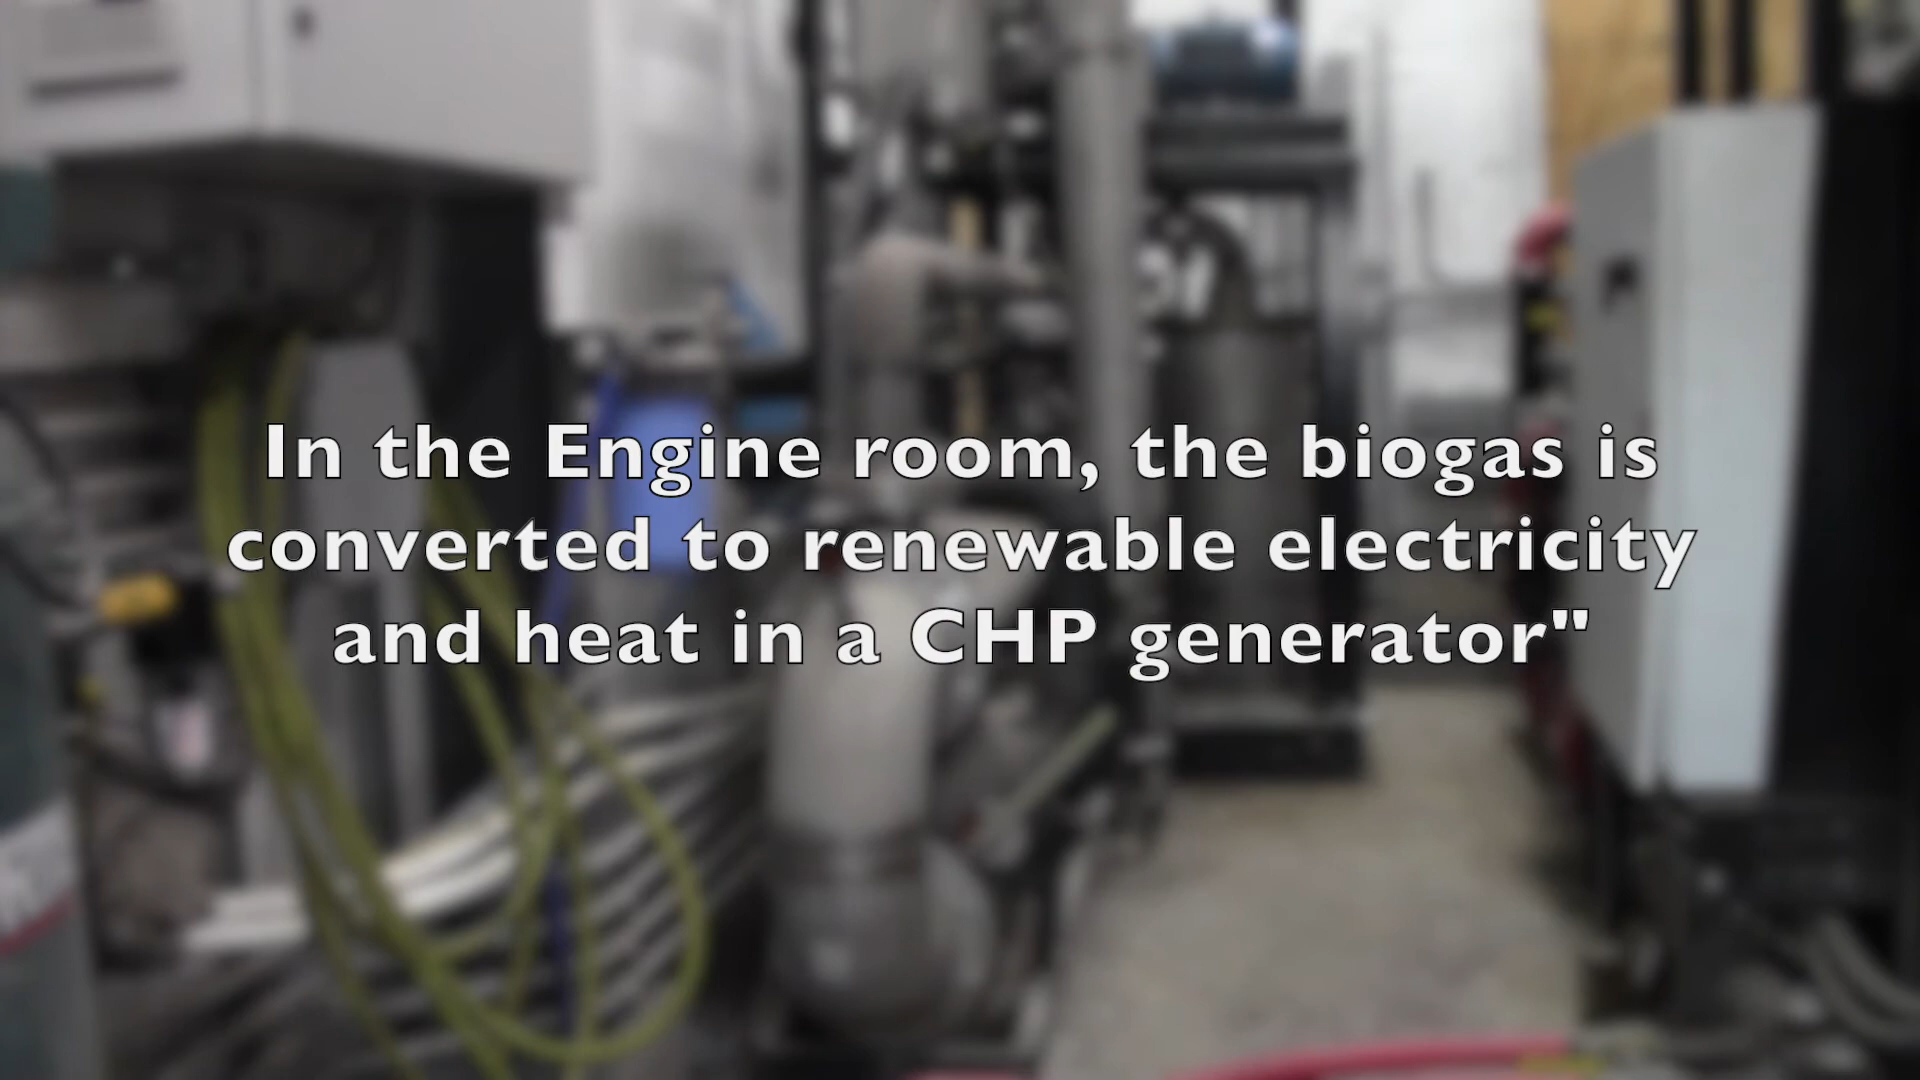 In the Engine room, the biogas is
converted to renewable electricity
and heat in a CHP generator"